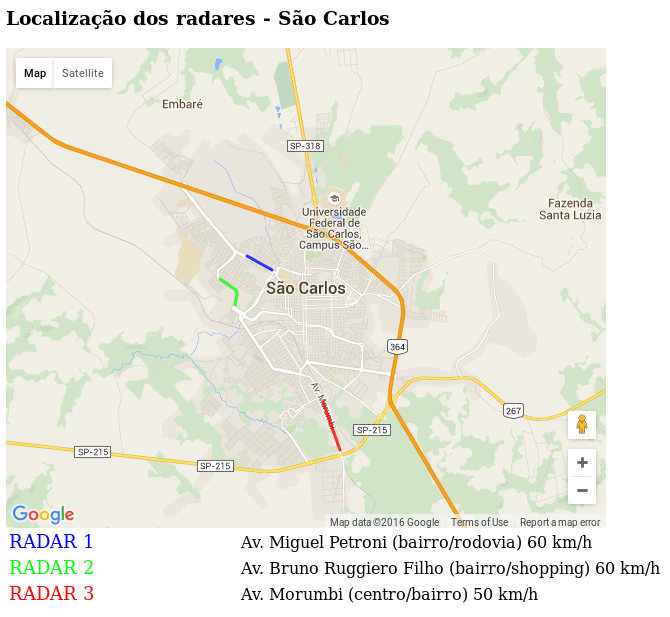 Localização dos radares - São Carlos
Map Satellite
Embaré
SP-318
Universidade
Federal de
São Carlos,
Campus São...
Fazenda
Santa Luzia
São Carlos
364
Av. Morumbi
267
SP-215
SP-215
SP-215
Google
Map data ©2016 Google Terms of Use Report a map error
RADAR 1 Av. Miguel Petroni (bairro/rodovia) 60 km/h
RADAR 2 Av. Bruno Ruggiero Filho (bairro/shopping) 60 km/h
RADAR 3 Av. Morumbi (centro/bairro) 50 km/h